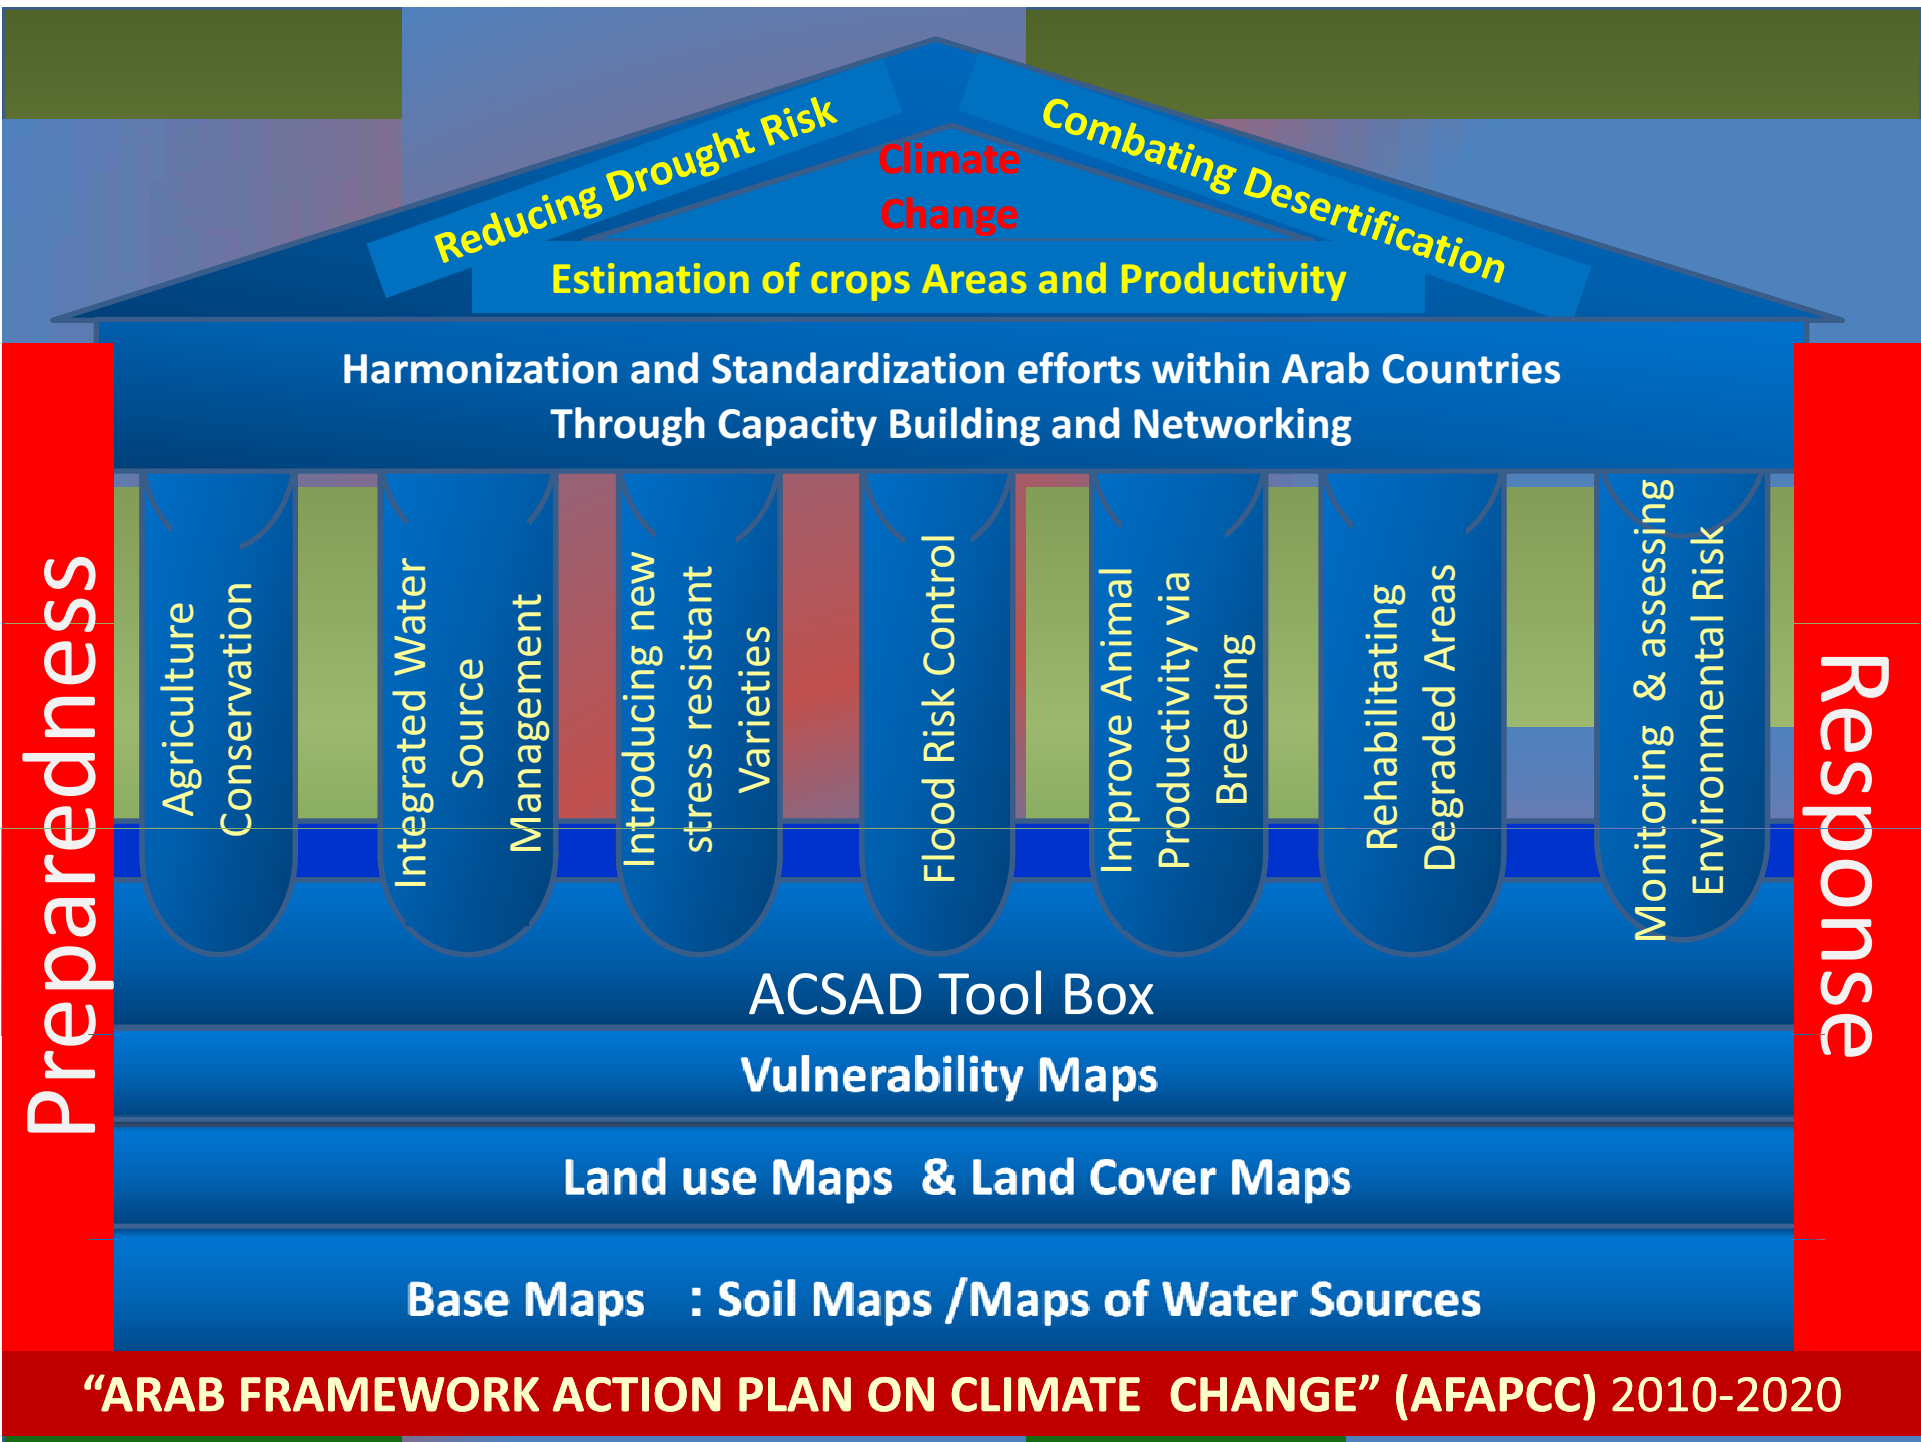 Reducing Drought Risk
Combating Desertification
Climate
Change
Estimation of crops Areas and Productivity
Harmonization and Standardization efforts within Arab Countries
Through Capacity Building and Networking
Preparedness
Agriculture
Conservation
Integrated Water
Source
Management
Introducing new
stress resistant
Varieties
Flood Risk Control
Improve Animal
Productivity via
Breeding
Rehabilitating
Degraded Areas
Monitoring & assessing
Environmental Risk
Response
ACSAD Tool Box
Vulnerability Maps
Land use Maps & Land Cover Maps
Base Maps : Soil Maps /Maps of Water Sources
“ARAB FRAMEWORK ACTION PLAN ON CLIMATE CHANGE” (AFAPCC) 2010-2020